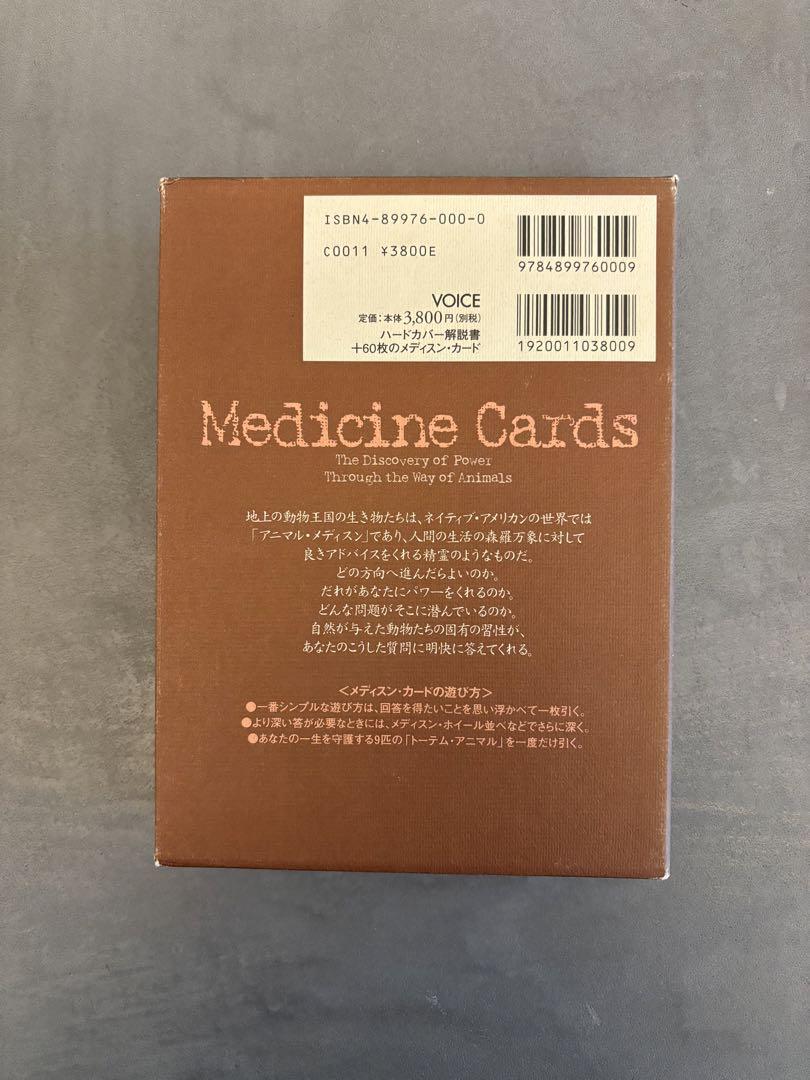 ISBN4-89976-000-0
C0011 ¥3800E
9784899760009
VOICE
定価：本体3,800円（別税）
ハードカバー解説書
＋60枚のメディスン・カード
1920011038009
Medicine Cards
The Discovery of Power
Through the Way of Animals
地上の動物王国の生き物たちは、ネイティブ・アメリカンの世界では
「アニマル・メディスン」であり、人間の生活の森羅万象に対して
良きアドバイスをくれる精霊のようなものだ。
どの方向へ進んだらよいのか。
だれがあなたにパワーをくれるのか。
どんな問題がそこに潜んでいるのか。
自然が与えた動物たちの固有の習性が、
あなたのこうした質問に明快に答えてくれる。
＜メディスン・カードの遊び方＞
●一番シンプルな遊び方は、回答を得たいことを思い浮かべて一枚引く。
●より深い答が必要なときには、メディスン・ホイール並べなどでさらに深く。
●あなたの一生を守護する9匹の「トーテム・アニマル」を一度だけ引く。